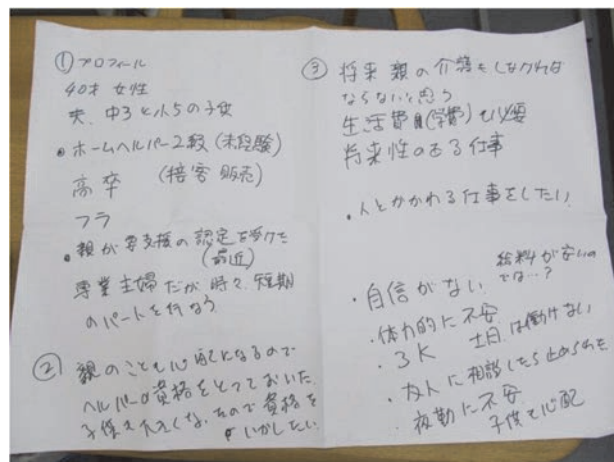 ① プロフィール
40才 女性
夫、中3と小5の子女
・ホームヘルパー2級(未経験)
高卒 (接客 販売)
フラ
・親が要支援の認定を受けた
(最近)
専業主婦だが時々、短期
のパートを行なう
② 親のことも心配になるので
ヘルパーの資格をとっておいた。
子供も大きくなったので資格を
いかしたい
③ 将来 親の介護もしなければ
ならないと思う
生活費(学費)も必要
将来性のある仕事
・人とかかわる仕事をしたい
・自信がない
給料が安いの
では…?
・体力的に不安
・3K 土日は働けない
・友人に相談したら止められた
・夜勤に不安
子供も心配